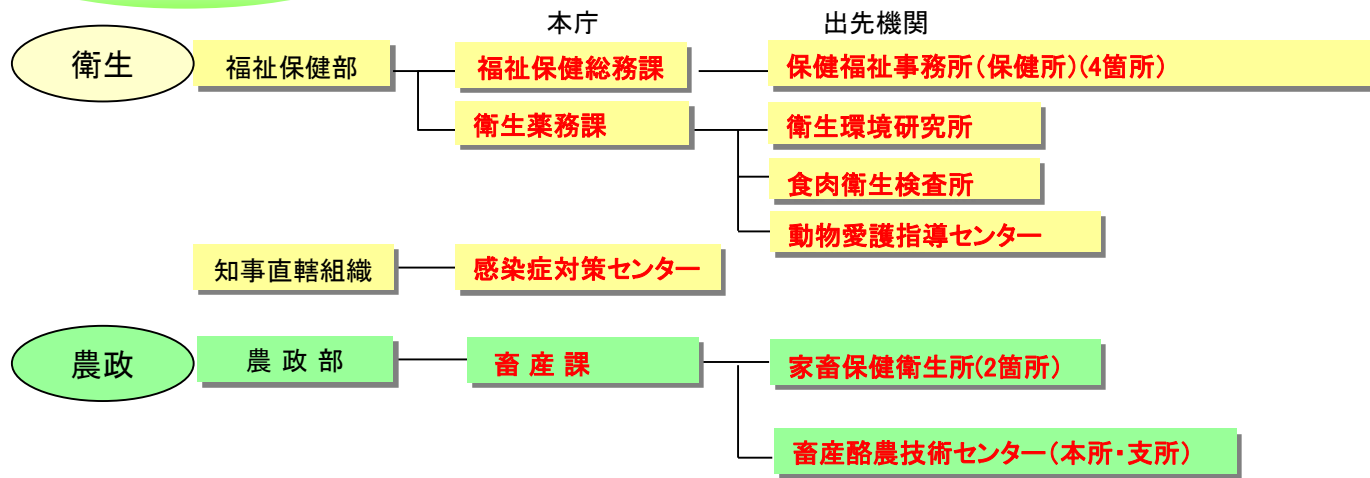 本庁 出先機関
衛生 福祉保健部 福祉保健総務課 保健福祉事務所(保健所)(4箇所)
衛生薬務課 衛生環境研究所
食肉衛生検査所
動物愛護指導センター
知事直轄組織 感染症対策センター
農政 農 政 部 畜 産 課 家畜保健衛生所(2箇所)
畜産酪農技術センター(本所・支所)